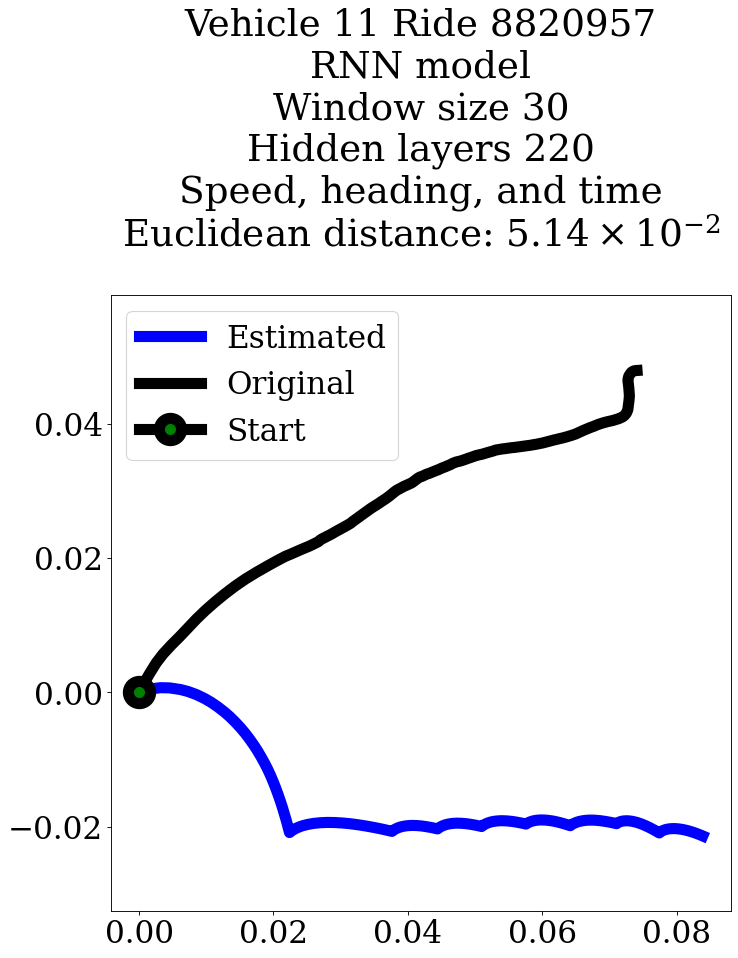 Vehicle 11 Ride 8820957
RNN model
Window size 30
Hidden layers 220
Speed, heading, and time
Euclidean distance: 5.14 × 10⁻²
Estimated
Original
Start
0.04
0.02
0.00
−0.02
0.00 0.02 0.04 0.06 0.08